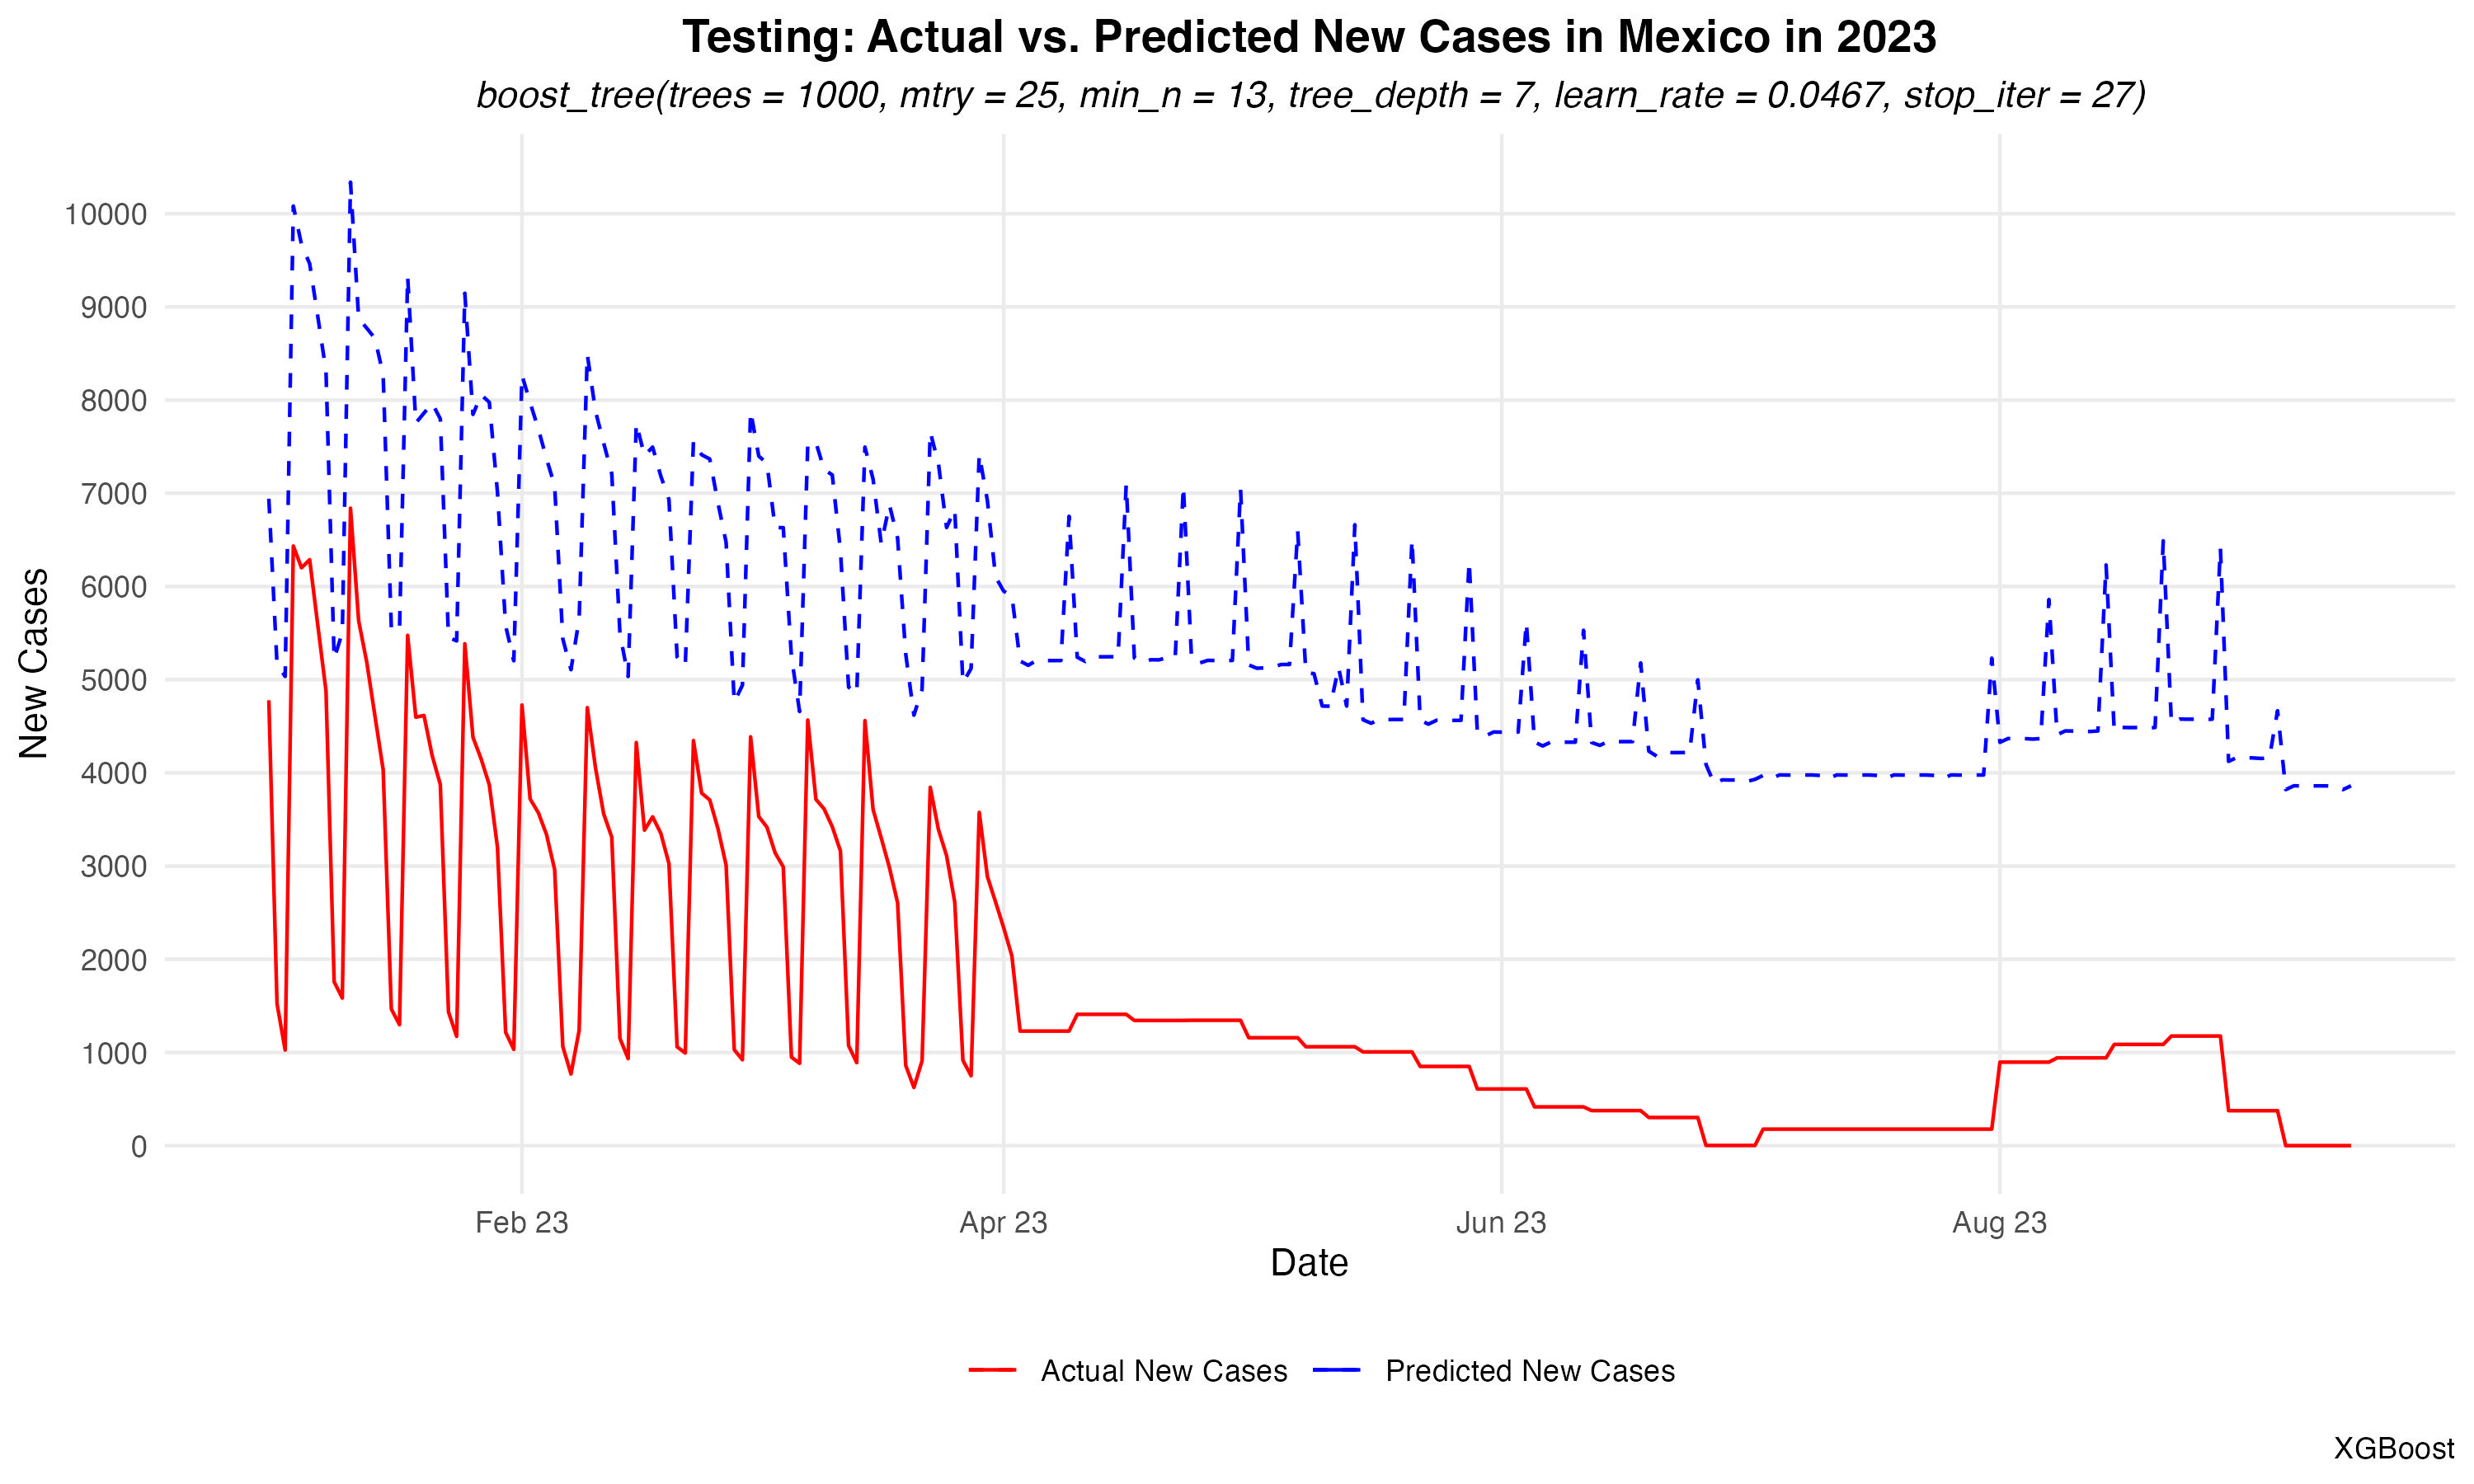 Testing: Actual vs. Predicted New Cases in Mexico in 2023
boost_tree(trees = 1000, mtry = 25, min_n = 13, tree_depth = 7, learn_rate = 0.0467, stop_iter = 27)
New Cases
10000
9000
8000
7000
6000
5000
4000
3000
2000
1000
0
Feb 23 Apr 23 Jun 23 Aug 23
Date
Actual New Cases Predicted New Cases
XGBoost